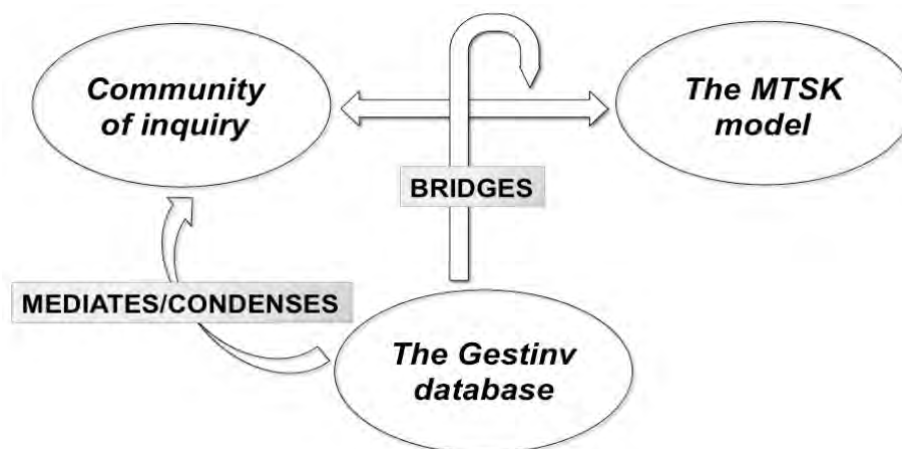 Community
of inquiry
The MTSK
model
BRIDGES
MEDIATES/CONDENSES
The Gestinv
database